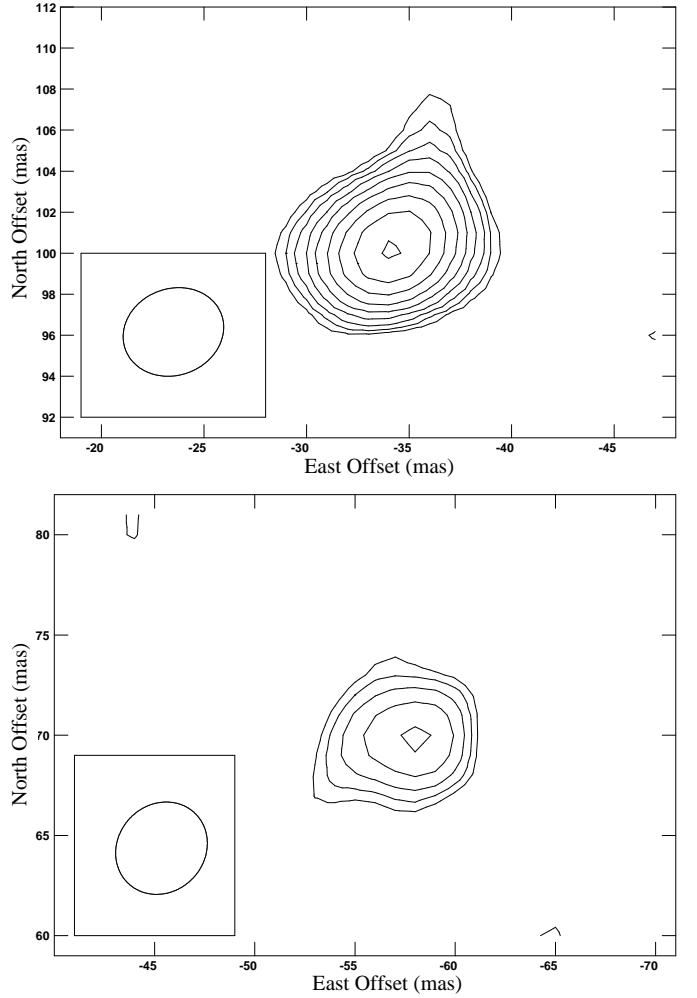 112
110
108
106
104
102
100
98
96
94
92
North Offset (mas)
-20 -25 -30 -35 -40 -45
East Offset (mas)
80
75
70
65
60
North Offset (mas)
-45 -50 -55 -60 -65 -70
East Offset (mas)